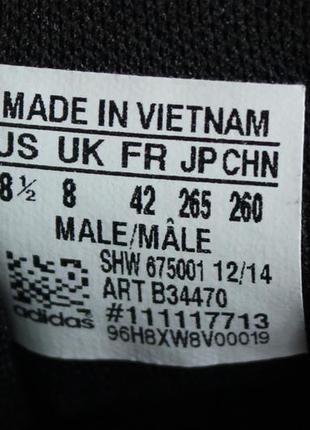 MADE IN VIETNAM
US UK FR JP CHN
8½ 8 42 265 260
MALE/MÂLE
SHW 675001 12/14
ART B34470
#111117713
adidas
96H8XW8V00019